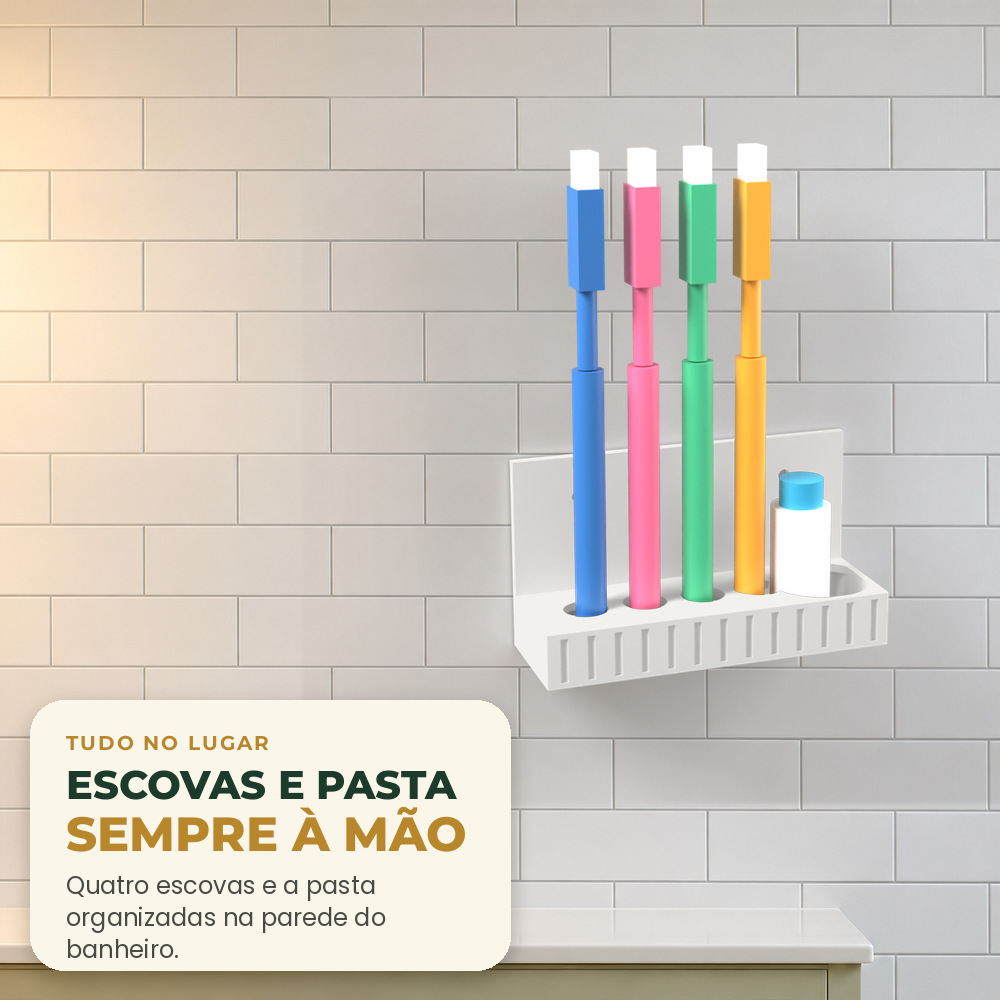 TUDO NO LUGAR
ESCOVAS E PASTA
SEMPRE À MÃO
Quatro escovas e a pasta
organizadas na parede do
banheiro.